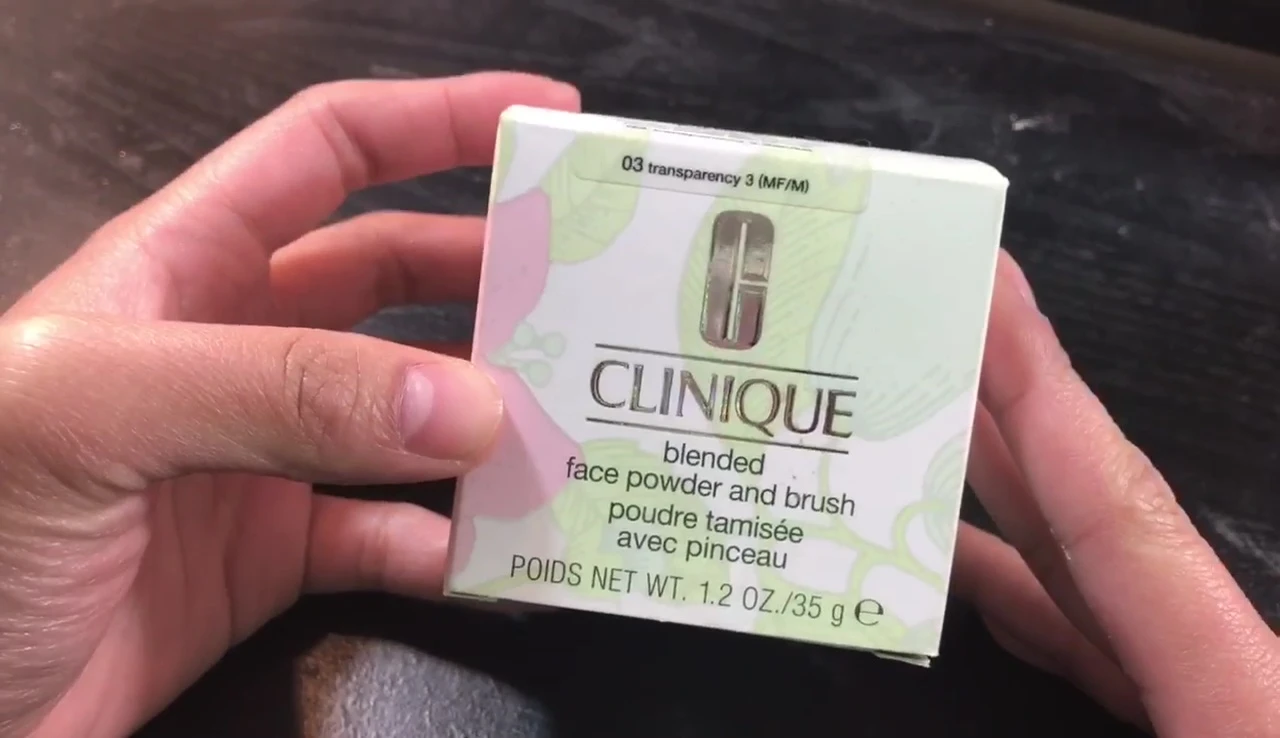 03 transparency 3 (MF/M)
CLINIQUE
blended
face powder and brush
poudre tamisée
avec pinceau
POIDS NET WT. 1.2 OZ./35 g ℮